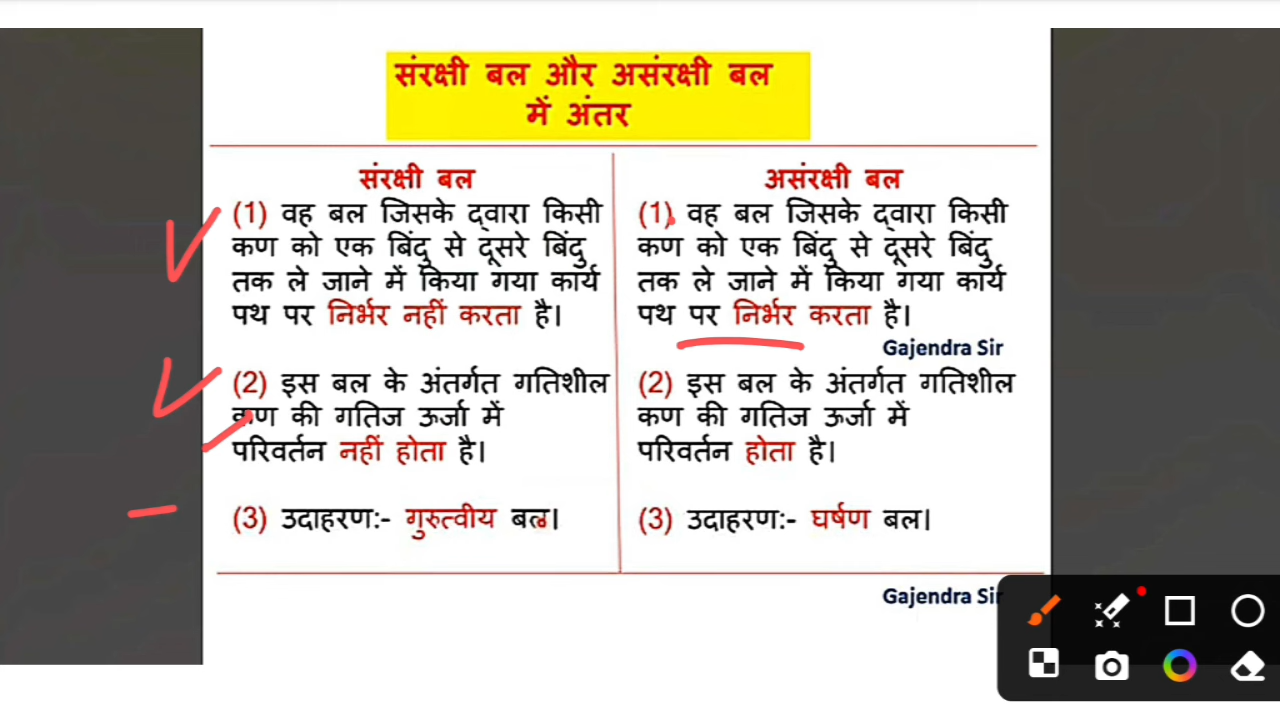 संरक्षी बल और असंरक्षी बल
में अंतर
संरक्षी बल
(1) वह बल जिसके द्वारा किसी
कण को एक बिंदु से दूसरे बिंदु
तक ले जाने में किया गया कार्य
पथ पर निर्भर नहीं करता है।
(2) इस बल के अंतर्गत गतिशील
कण की गतिज ऊर्जा में
परिवर्तन नहीं होता है।
(3) उदाहरण:- गुरुत्वीय बल।
असंरक्षी बल
(1) वह बल जिसके द्वारा किसी
कण को एक बिंदु से दूसरे बिंदु
तक ले जाने में किया गया कार्य
पथ पर निर्भर करता है।
Gajendra Sir
(2) इस बल के अंतर्गत गतिशील
कण की गतिज ऊर्जा में
परिवर्तन होता है।
(3) उदाहरण:- घर्षण बल।
Gajendra Sir